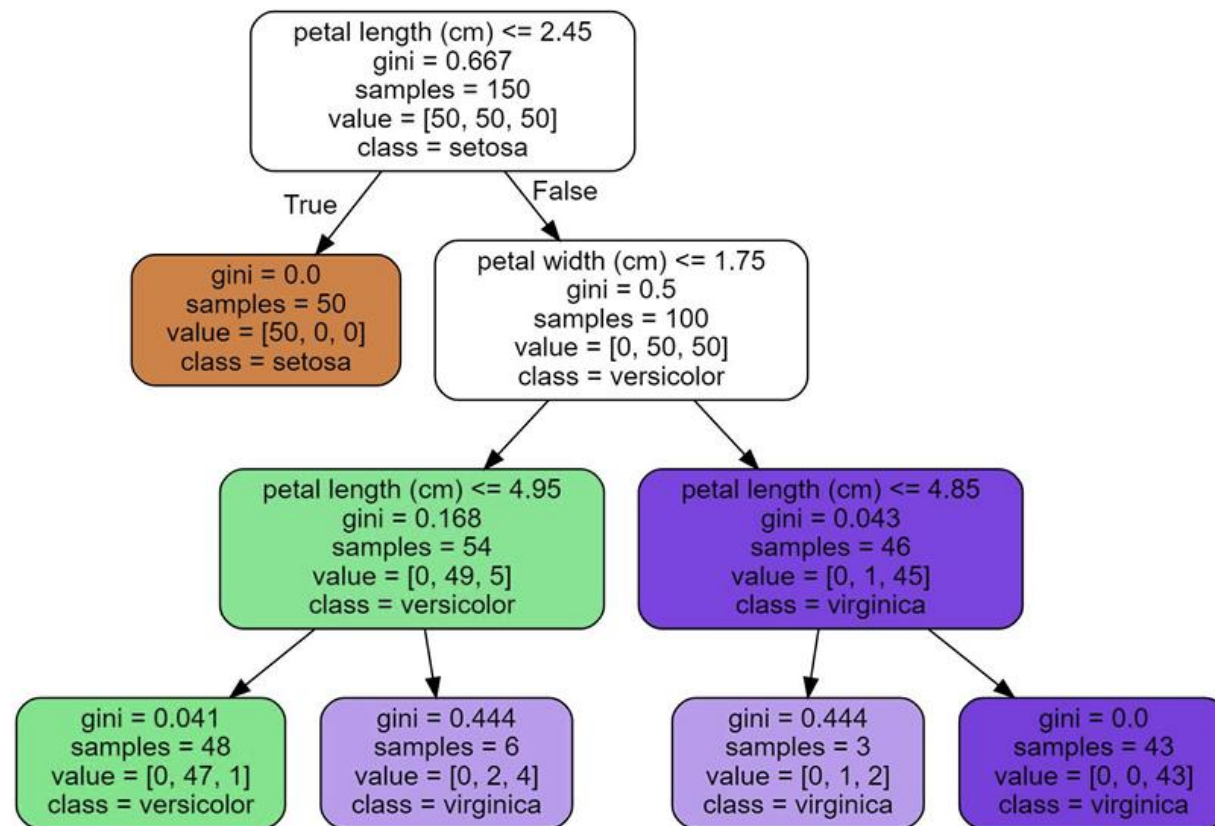 petal length (cm) <= 2.45
gini = 0.667
samples = 150
value = [50, 50, 50]
class = setosa
True
False
gini = 0.0
samples = 50
value = [50, 0, 0]
class = setosa
petal width (cm) <= 1.75
gini = 0.5
samples = 100
value = [0, 50, 50]
class = versicolor
petal length (cm) <= 4.95
gini = 0.168
samples = 54
value = [0, 49, 5]
class = versicolor
petal length (cm) <= 4.85
gini = 0.043
samples = 46
value = [0, 1, 45]
class = virginica
gini = 0.041
samples = 48
value = [0, 47, 1]
class = versicolor
gini = 0.444
samples = 6
value = [0, 2, 4]
class = virginica
gini = 0.444
samples = 3
value = [0, 1, 2]
class = virginica
gini = 0.0
samples = 43
value = [0, 0, 43]
class = virginica